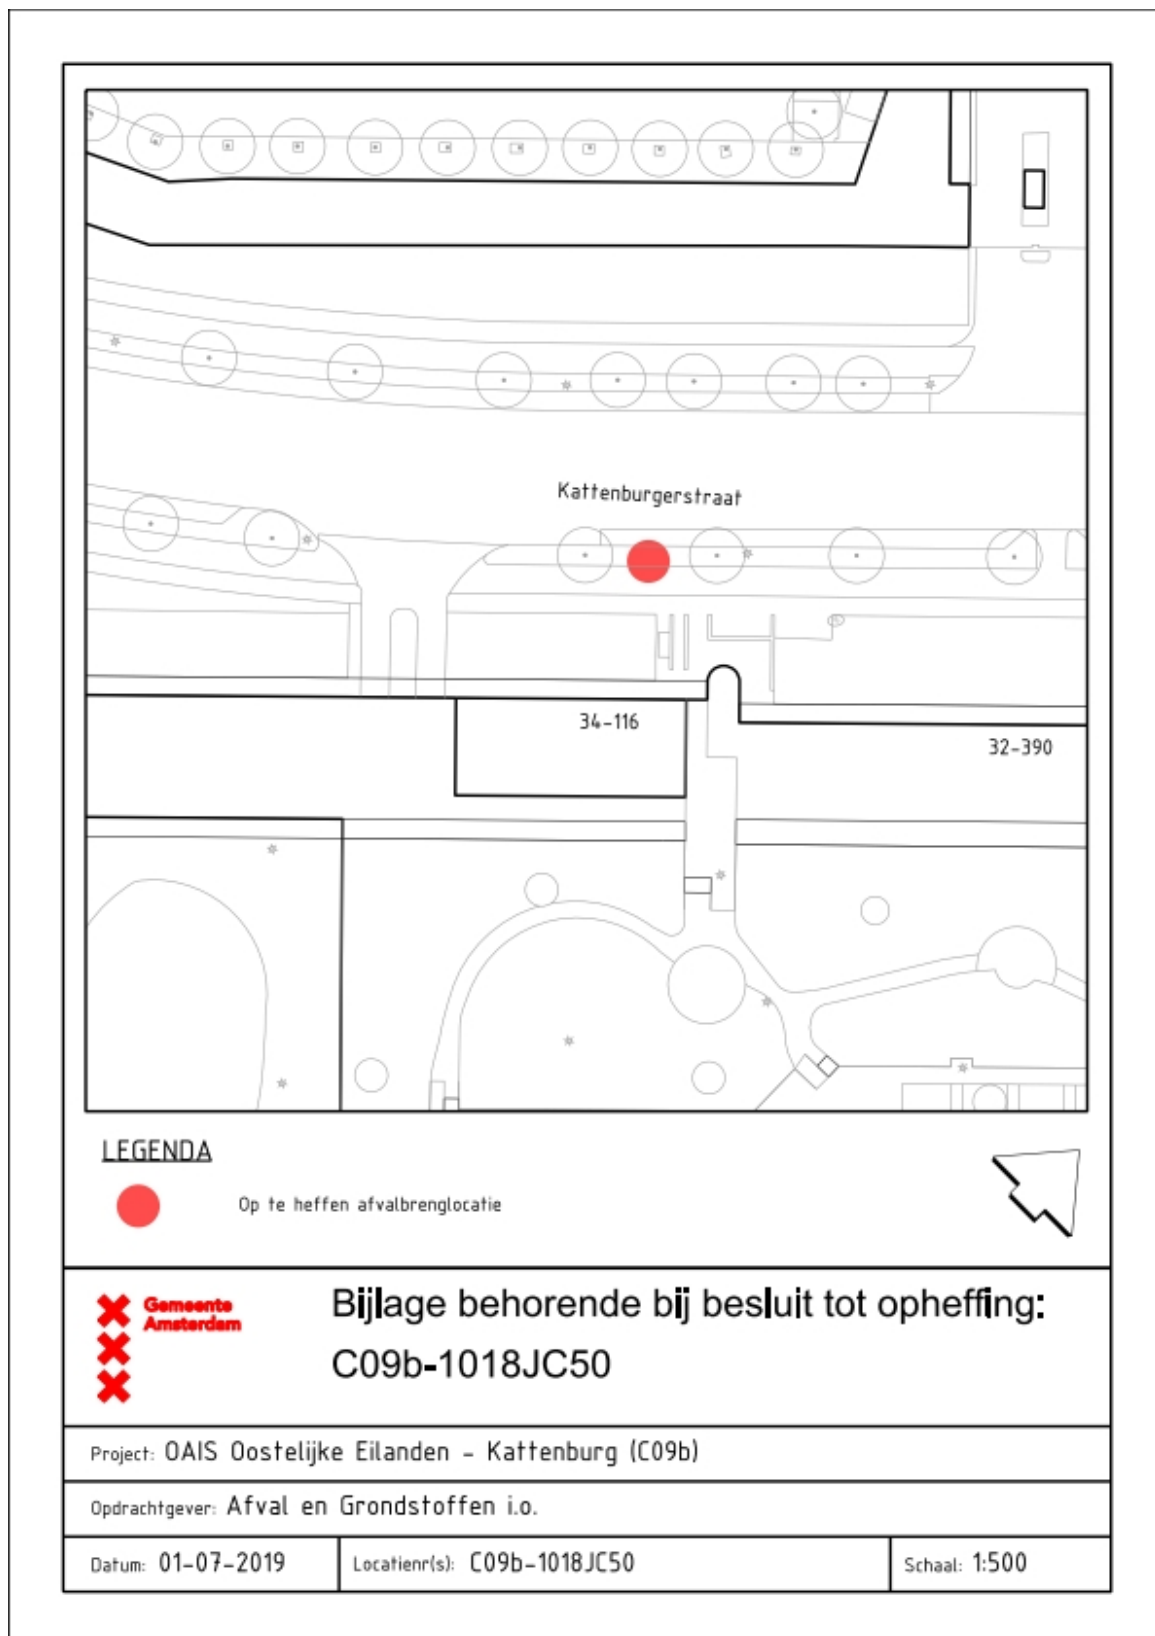 Kattenburgerstraat
34-116
32-390
LEGENDA
Op te heffen afvalbrenglocatie
Gemeente
Amsterdam
Bijlage behorende bij besluit tot opheffing:
C09b-1018JC50
Project: OAIS Oostelijke Eilanden - Kattenburg (C09b)
Opdrachtgever: Afval en Grondstoffen i.o.
Datum: 01-07-2019
Locatienr(s): C09b-1018JC50
Schaal: 1:500